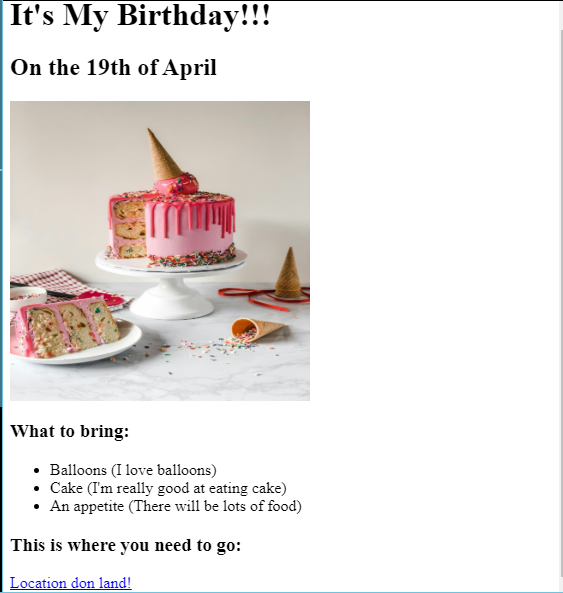 It's My Birthday!!!
On the 19th of April
What to bring:
Balloons (I love balloons)
Cake (I'm really good at eating cake)
An appetite (There will be lots of food)
This is where you need to go:
Location don land!